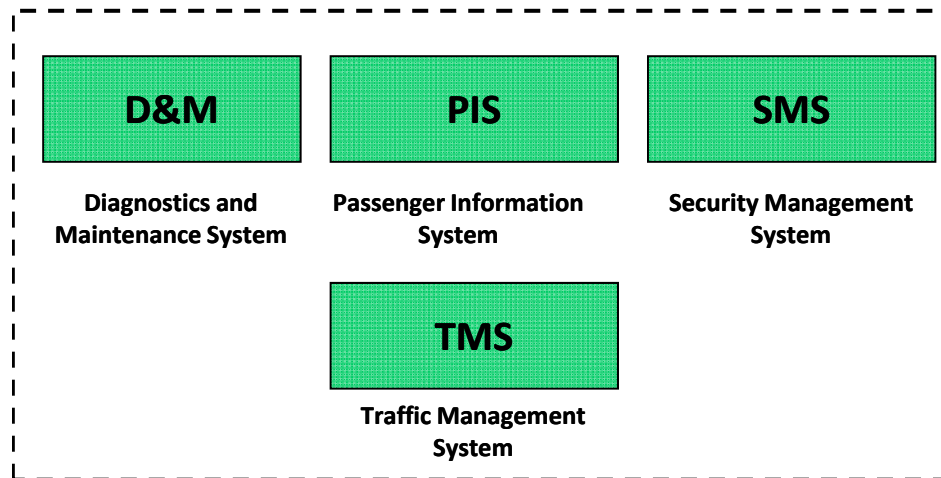 D&M
PIS
SMS
Diagnostics and
Maintenance System
Passenger Information
System
Security Management
System
TMS
Traffic Management
System